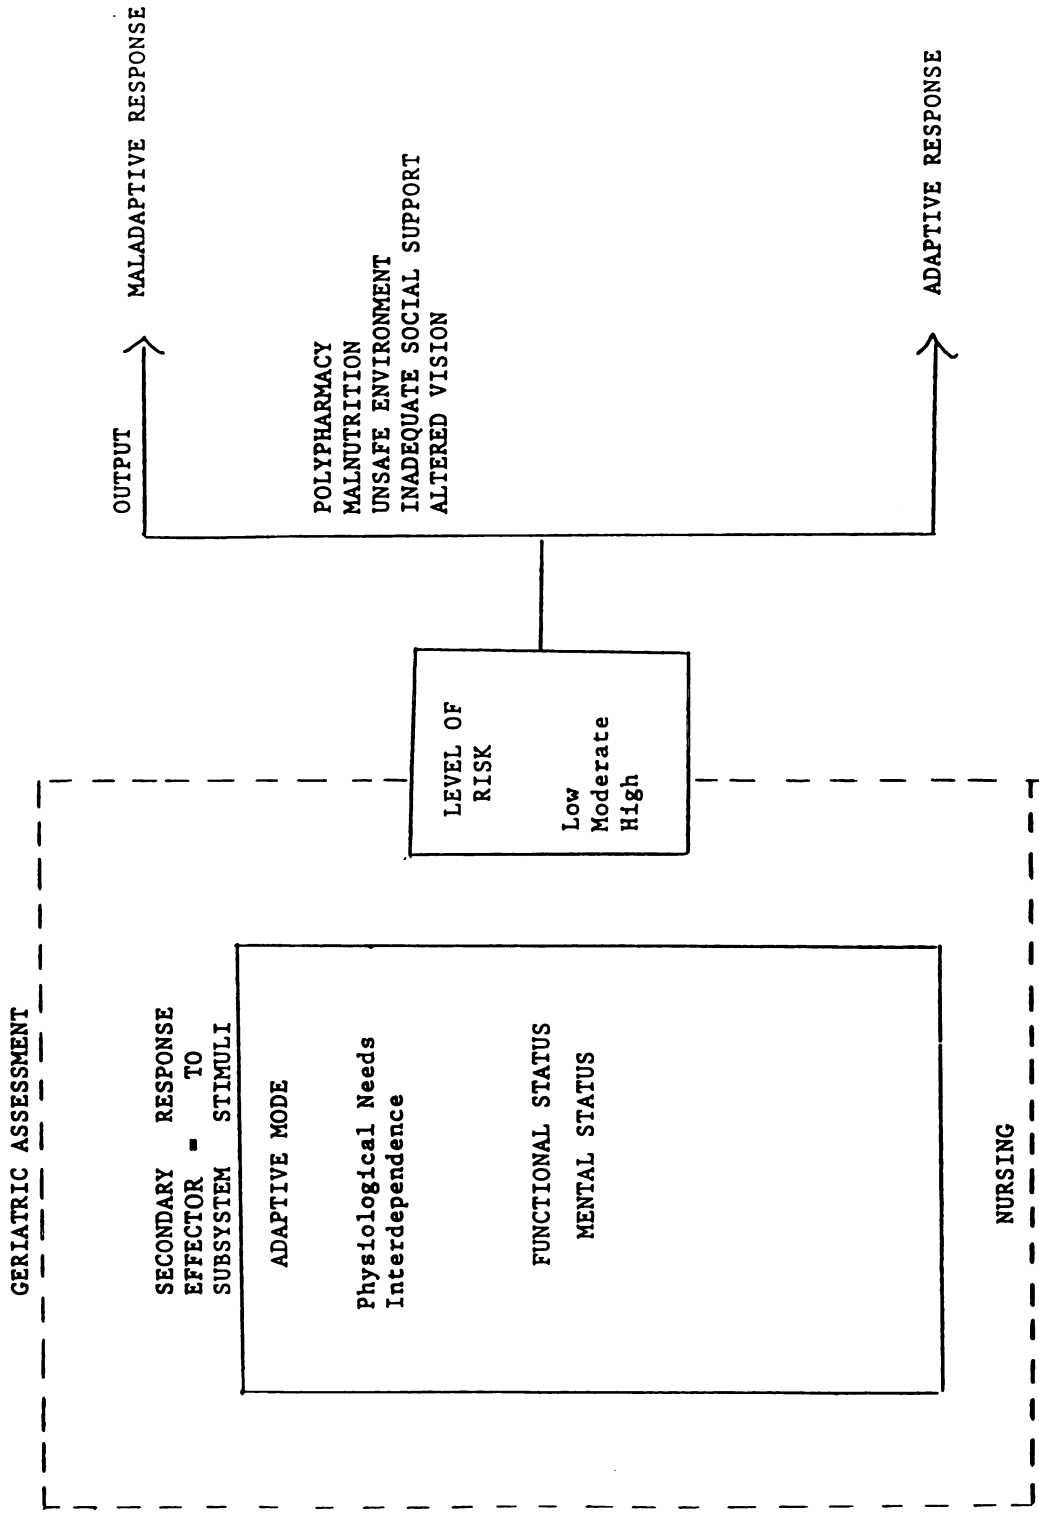 GERIATRIC ASSESSMENT
SECONDARY RESPONSE
EFFECTOR = TO
SUBSYSTEM STIMULI
ADAPTIVE MODE
Physiological Needs
Interdependence
FUNCTIONAL STATUS
MENTAL STATUS
NURSING
LEVEL OF
RISK
Low
Moderate
High
OUTPUT
MALADAPTIVE RESPONSE
POLYPHARMACY
MALNUTRITION
UNSAFE ENVIRONMENT
INADEQUATE SOCIAL SUPPORT
ALTERED VISION
ADAPTIVE RESPONSE